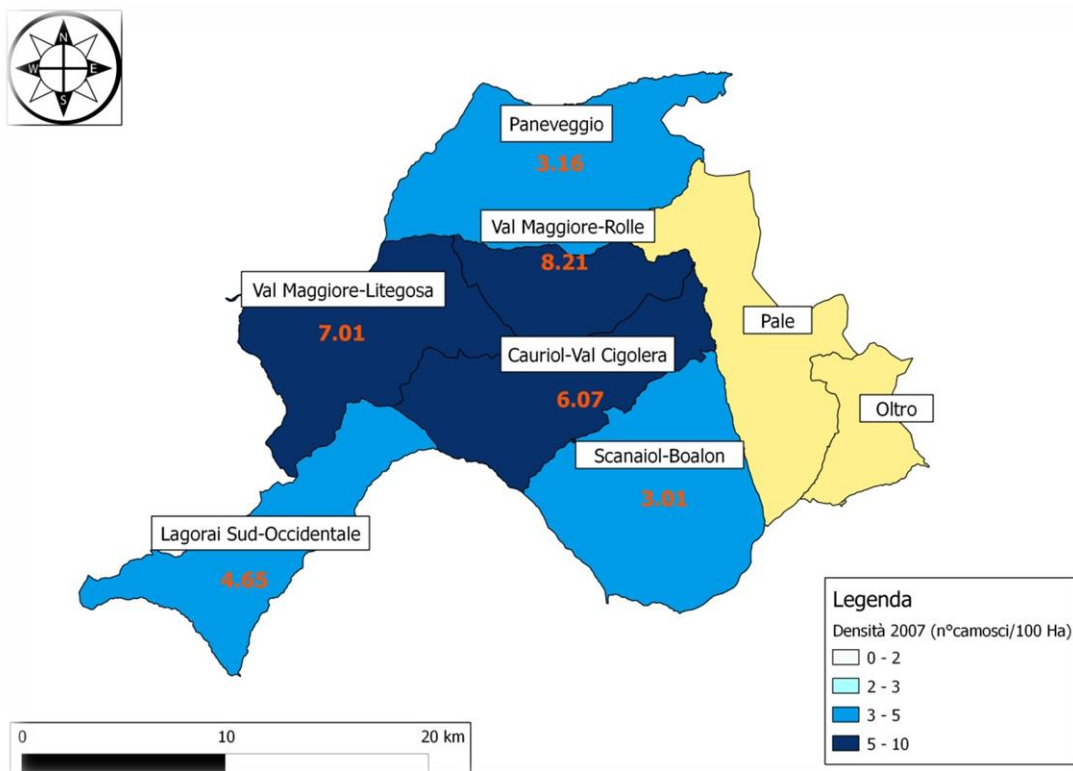 N
W
E
S
Paneveggio
3.16
Val Maggiore-Rolle
8.21
Val Maggiore-Litegosa
7.01
Pale
Cauriol-Val Cigolera
6.07
Oltro
Scanaiol-Boalon
3.01
Lagorai Sud-Occidentale
4.65
Legenda
Densità 2007 (n°camosci/100 Ha)
0 - 2
2 - 3
3 - 5
5 - 10
0 10 20 km